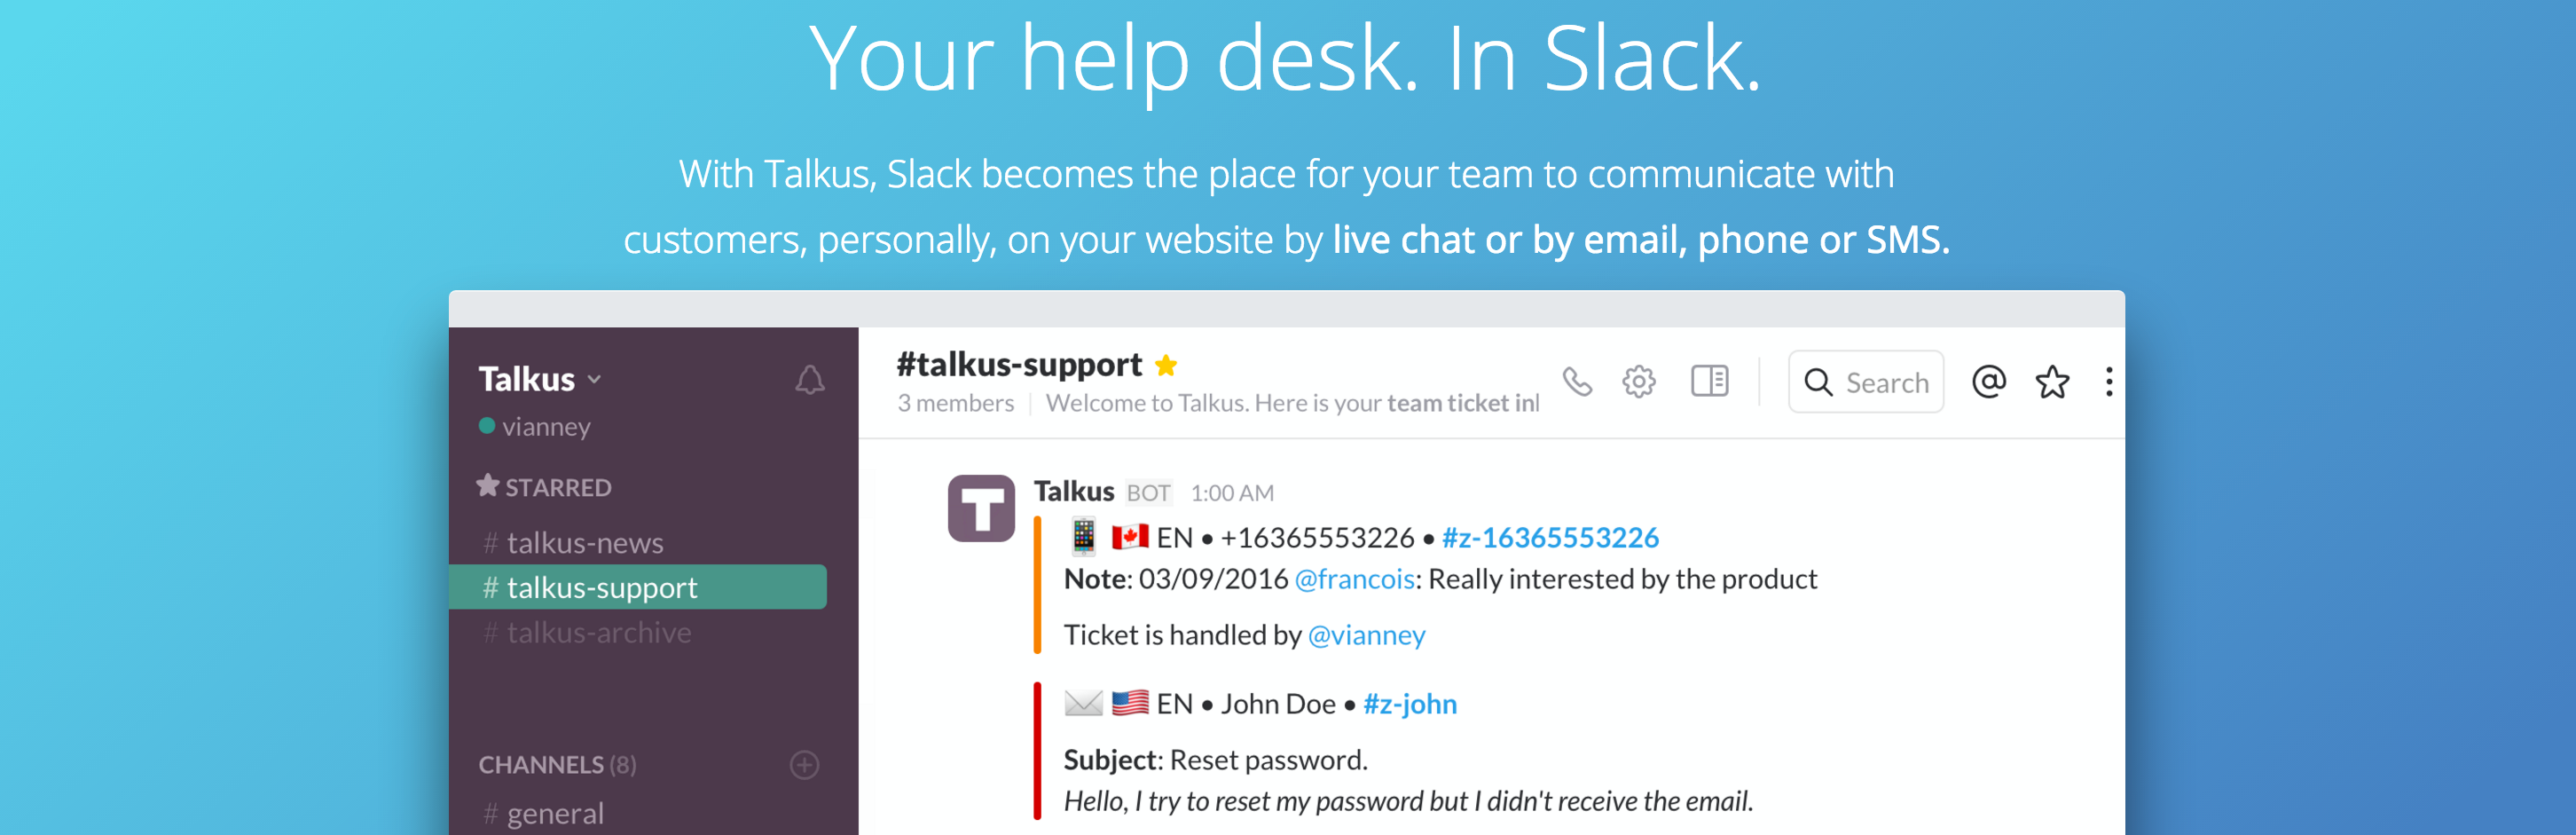 Your help desk. In Slack.
With Talkus, Slack becomes the place for your team to communicate with
customers, personally, on your website by live chat or by email, phone or SMS.
Talkus
vianney
STARRED
# talkus-news
# talkus-support
# talkus-archive
CHANNELS (8)
# general
#talkus-support
3 members | Welcome to Talkus. Here is your team ticket in
Search
T
Talkus BOT 1:00 AM
EN • +16365553226 • #z-16365553226
Note: 03/09/2016 @francois: Really interested by the product
Ticket is handled by @vianney
EN • John Doe • #z-john
Subject: Reset password.
Hello, I try to reset my password but I didn't receive the email.